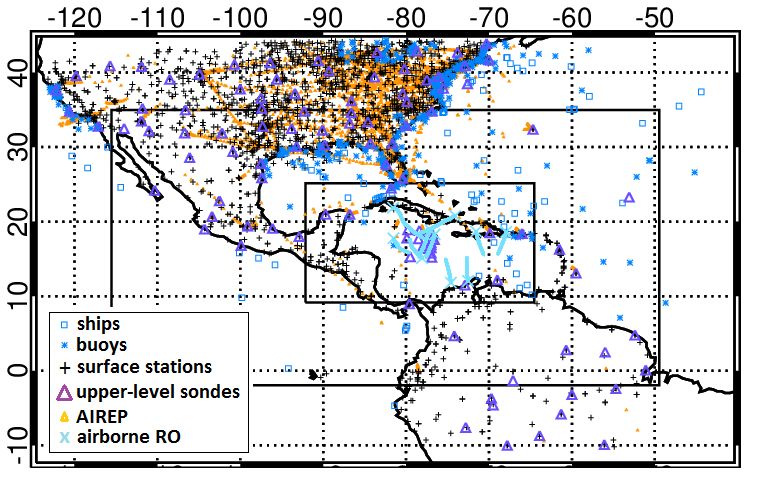 -120 -100 -90 -80 -70 -60 -50
40
30
20
10
0
-10
ships
buoys
surface stations
upper-level sondes
AIREP
airborne RO